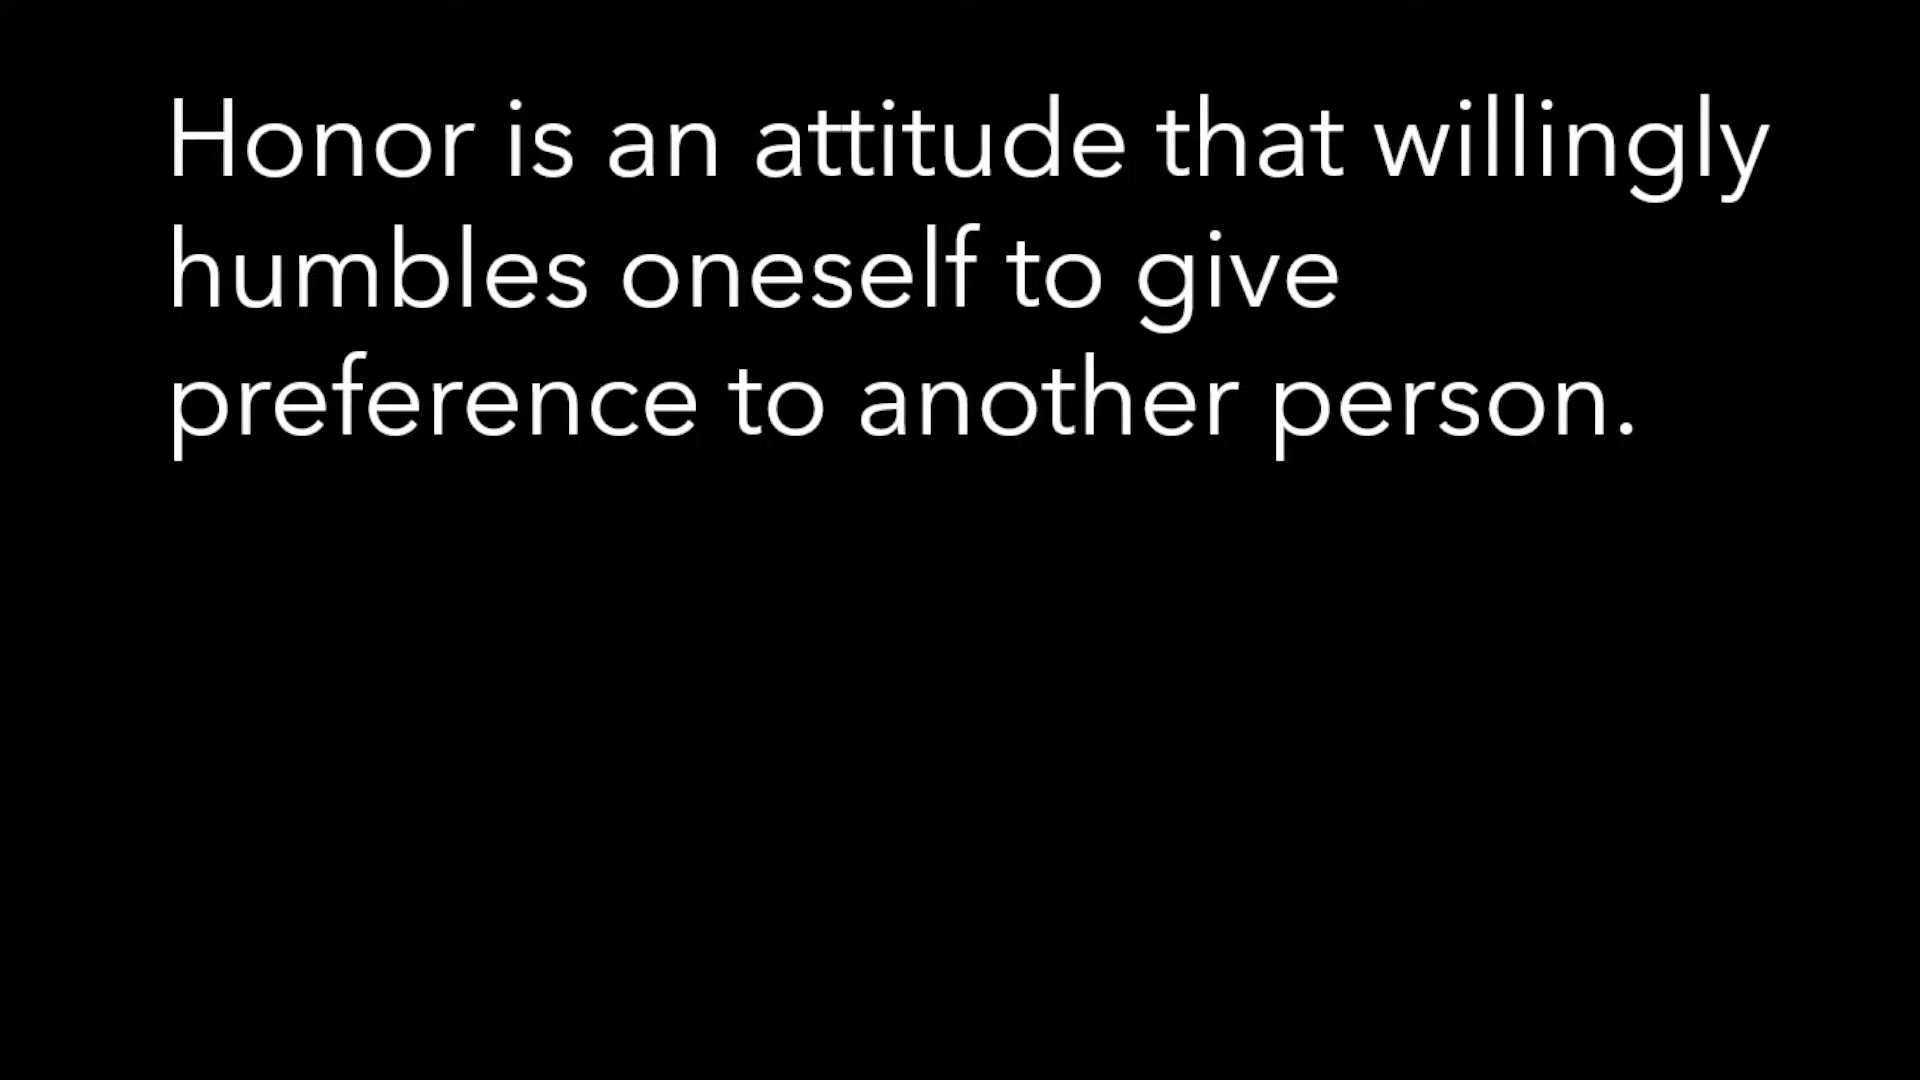 Honor is an attitude that willingly
humbles oneself to give
preference to another person.